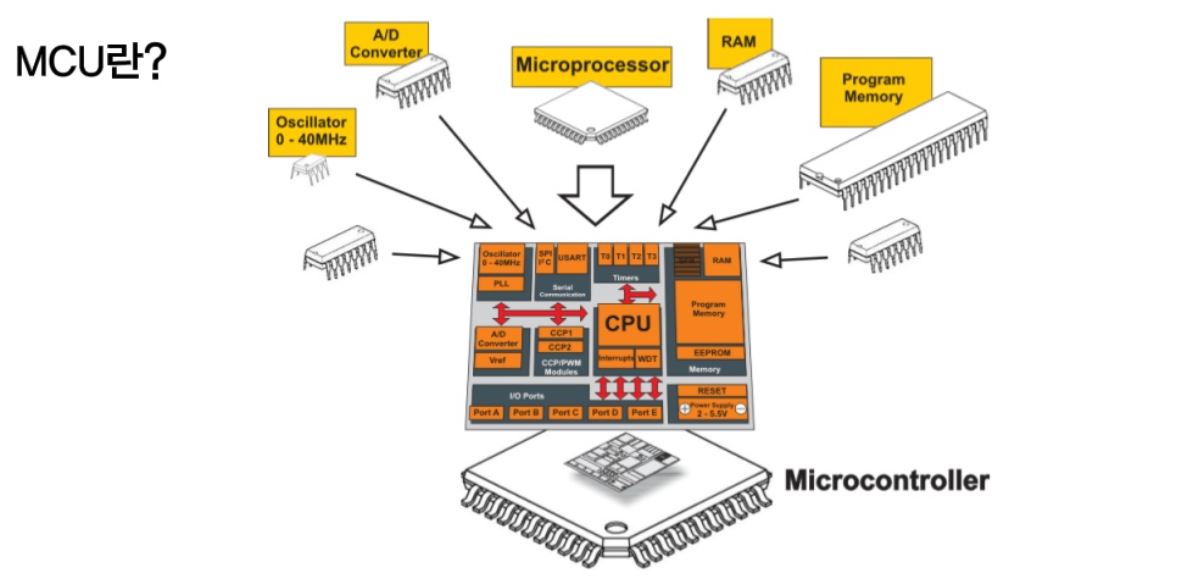 MCU란?
A/D
Converter
Microprocessor
RAM
Program
Memory
Oscillator
0 - 40MHz
Oscillator
0 - 40MHz
PLL
SPI
I²C
USART
Serial
Communication
T0
T1
T2
T3
Timers
RAM
Program
Memory
EEPROM
Memory
A/D
Converter
Vref
CCP1
CCP2
CCP/PWM
Modules
CPU
Interrupts
WDT
I/O Ports
Port A
Port B
Port C
Port D
Port E
RESET
Power Supply
2 - 5.5V
Microcontroller